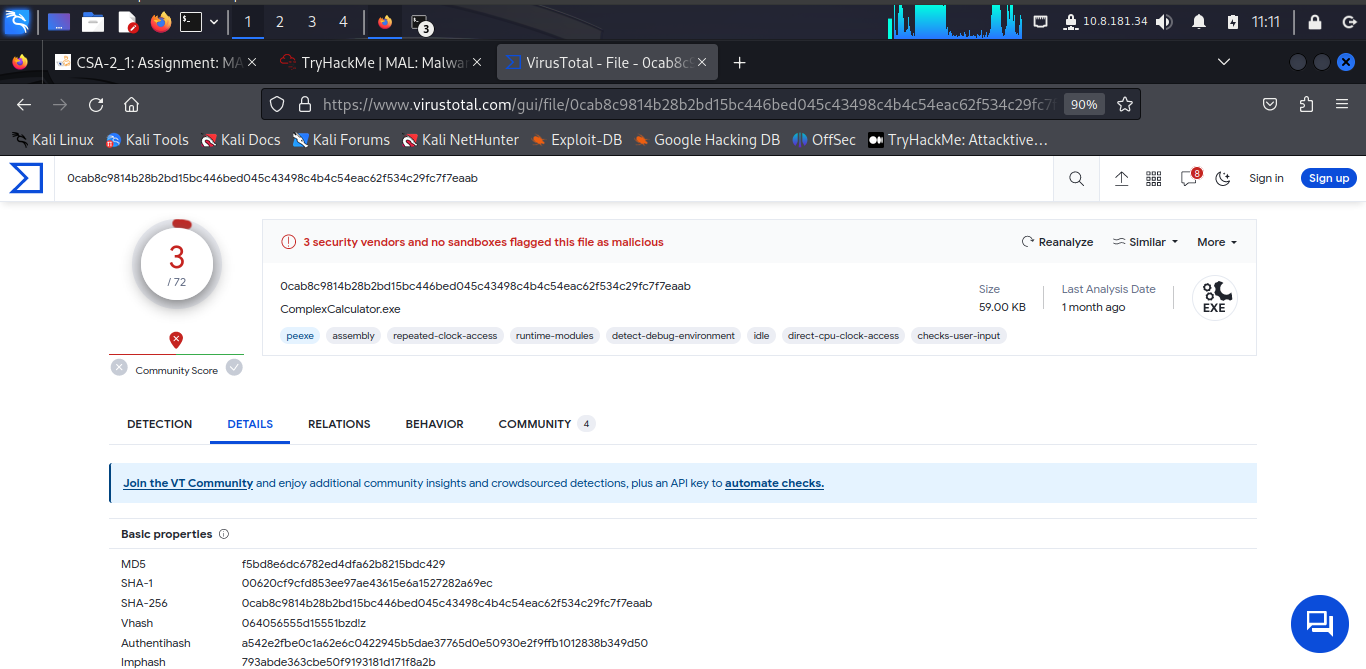 1 2 3 4 3 10.8.181.34 11:11
CSA-2_1: Assignment: MA TryHackMe | MAL: Malwar VirusTotal - File - 0cab8c9
https://www.virustotal.com/gui/file/0cab8c9814b28b2bd15bc446bed045c43498c4b4c54eac62f534c29fc7f 90%
Kali Linux Kali Tools Kali Docs Kali Forums Kali NetHunter Exploit-DB Google Hacking DB OffSec TryHackMe: Attacktive...
0cab8c9814b28b2bd15bc446bed045c43498c4b4c54eac62f534c29fc7f7eaab 8 Sign in Sign up
3
/ 72
Community Score
3 security vendors and no sandboxes flagged this file as malicious Reanalyze Similar More
0cab8c9814b28b2bd15bc446bed045c43498c4b4c54eac62f534c29fc7f7eaab
ComplexCalculator.exe
Size
59.00 KB
Last Analysis Date
1 month ago
EXE
peexe assembly repeated-clock-access runtime-modules detect-debug-environment idle direct-cpu-clock-access checks-user-input
DETECTION DETAILS RELATIONS BEHAVIOR COMMUNITY 4
Join the VT Community and enjoy additional community insights and crowdsourced detections, plus an API key to automate checks.
Basic properties
MD5 f5bd8e6dc6782ed4dfa62b8215bdc429
SHA-1 00620cf9cfd853ee97ae43615e6a1527282a69ec
SHA-256 0cab8c9814b28b2bd15bc446bed045c43498c4b4c54eac62f534c29fc7f7eaab
Vhash 064056555d15551bzd!z
Authentihash a542e2fbe0c1a62e6c0422945b5dae37765d0e50930e2f9ffb1012838b349d50
Imphash 793abde363cbe50f9193181d171f8a2b